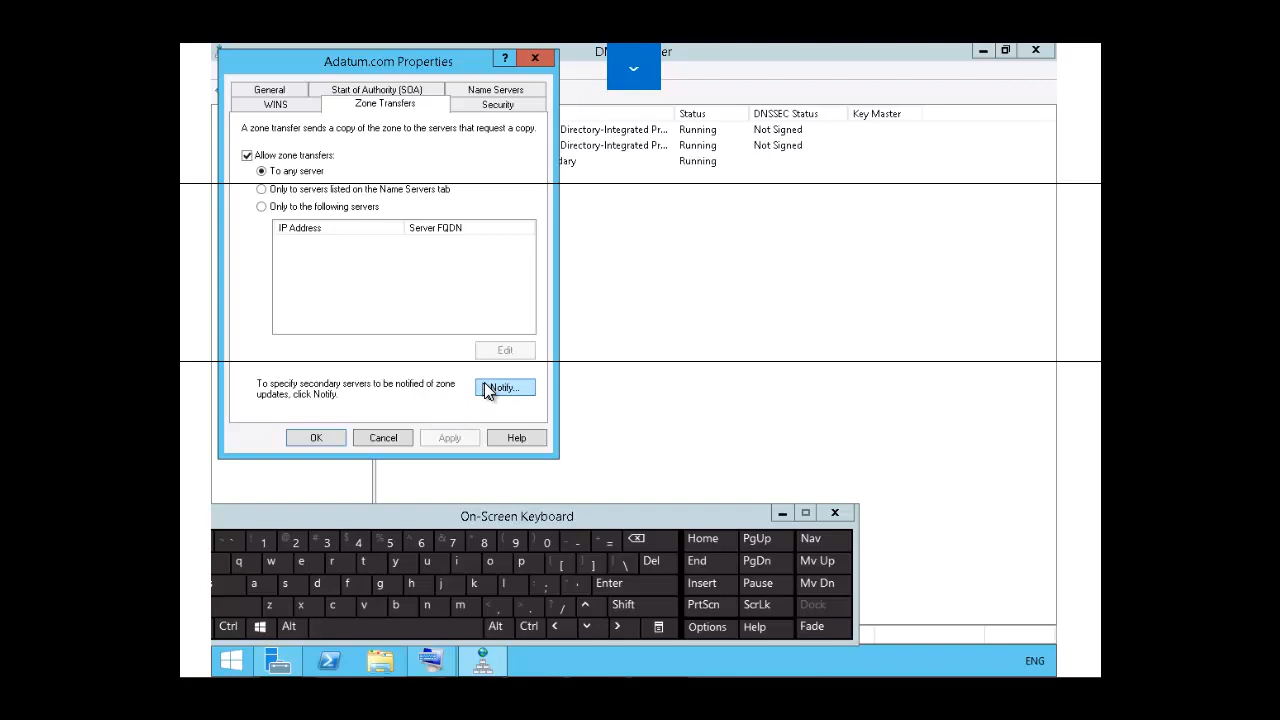 Adatum.com Properties
?
General
Start of Authority (SOA)
Name Servers
WINS
Zone Transfers
Security
A zone transfer sends a copy of the zone to the servers that request a copy.
Allow zone transfers:
To any server
Only to servers listed on the Name Servers tab
Only to the following servers
IP Address
Server FQDN
Edit
To specify secondary servers to be notified of zone
updates, click Notify.
Notify...
OK
Cancel
Apply
Help
Status
DNSSEC Status
Key Master
Directory-Integrated Pr...
Running
Not Signed
Directory-Integrated Pr...
Running
Not Signed
dary
Running
On-Screen Keyboard
~ ` ! 1 @ 2 # 3 $ 4 % 5 ^ 6 & 7 * 8 ( 9 ) 0 _ - + = Home PgUp Nav
q w e r t y u i o p { [ } ] | \ Del End PgDn Mv Up
a s d f g h j k l : ; " ' Enter Insert Pause Mv Dn
z x c v b n m < , > . ? / Shift PrtScn ScrLk Dock
Ctrl Alt Alt Ctrl Options Help Fade
ENG